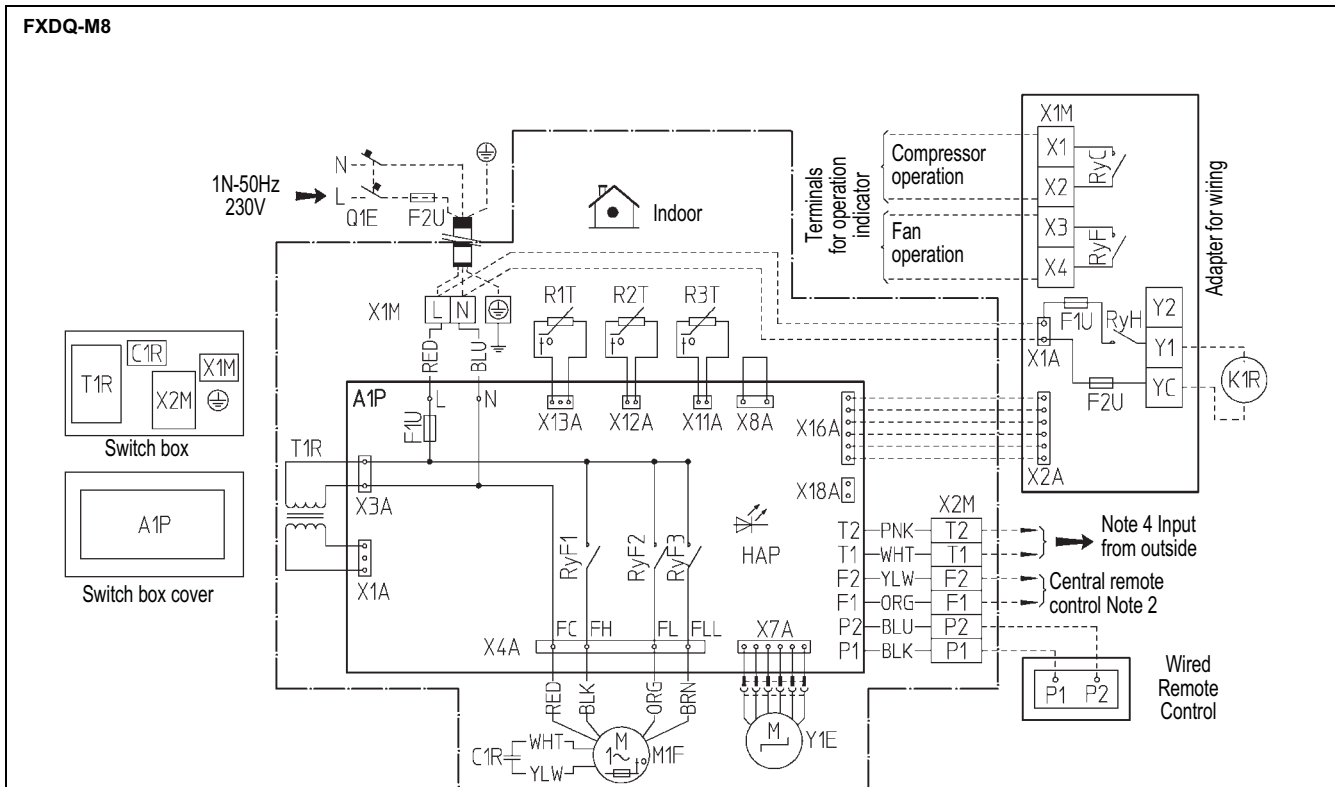 FXDQ-M8
1N-50Hz
230V
N
L
Q1E
F2U
Indoor
Terminals
for operation
indicator
Compressor
operation
Fan
operation
X1M
X1
X2
X3
X4
RyC
RyF
Adapter for wiring
F1U
RyH
Y2
Y1
YC
X1A
F2U
K1R
X2A
X1M
L
N
RED
BLU
R1T
R2T
R3T
X13A
X12A
X11A
X8A
A1P
L
N
F1U
T1R
X3A
X1A
X16A
X18A
HAP
RyF1
RyF2
RyF3
X4A
FC
FH
FL
FLL
X7A
RED
BLK
ORG
BRN
C1R
WHT
YLW
M
1~
M1F
M
Y1E
X2M
T2 PNK T2
T1 WHT T1
F2 YLW F2
F1 ORG F1
P2 BLU P2
P1 BLK P1
Note 4 Input
from outside
Central remote
control Note 2
P1 P2
Wired
Remote
Control
T1R
C1R
X2M
X1M
Switch box
A1P
Switch box cover